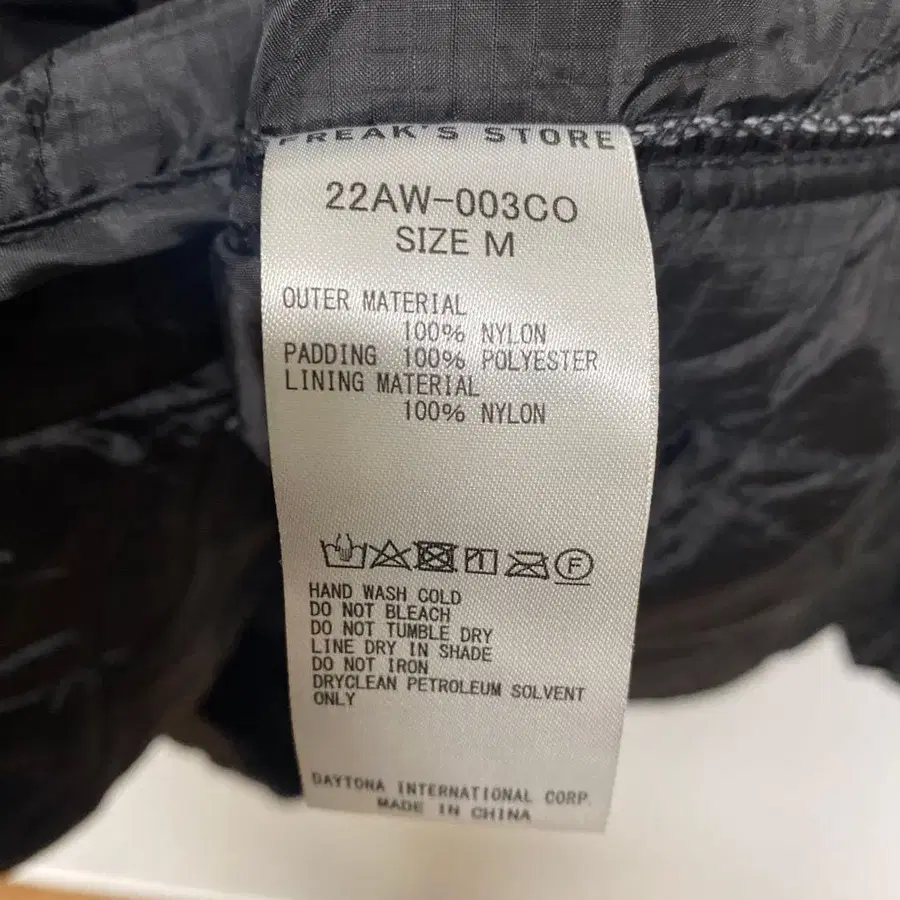 FREAK'S STORE
22AW-003CO
SIZE M
OUTER MATERIAL
100% NYLON
PADDING 100% POLYESTER
LINING MATERIAL
100% NYLON
F
HAND WASH COLD
DO NOT BLEACH
DO NOT TUMBLE DRY
LINE DRY IN SHADE
DO NOT IRON
DRYCLEAN PETROLEUM SOLVENT
ONLY
DAYTONA INTERNATIONAL CORP.
MADE IN CHINA